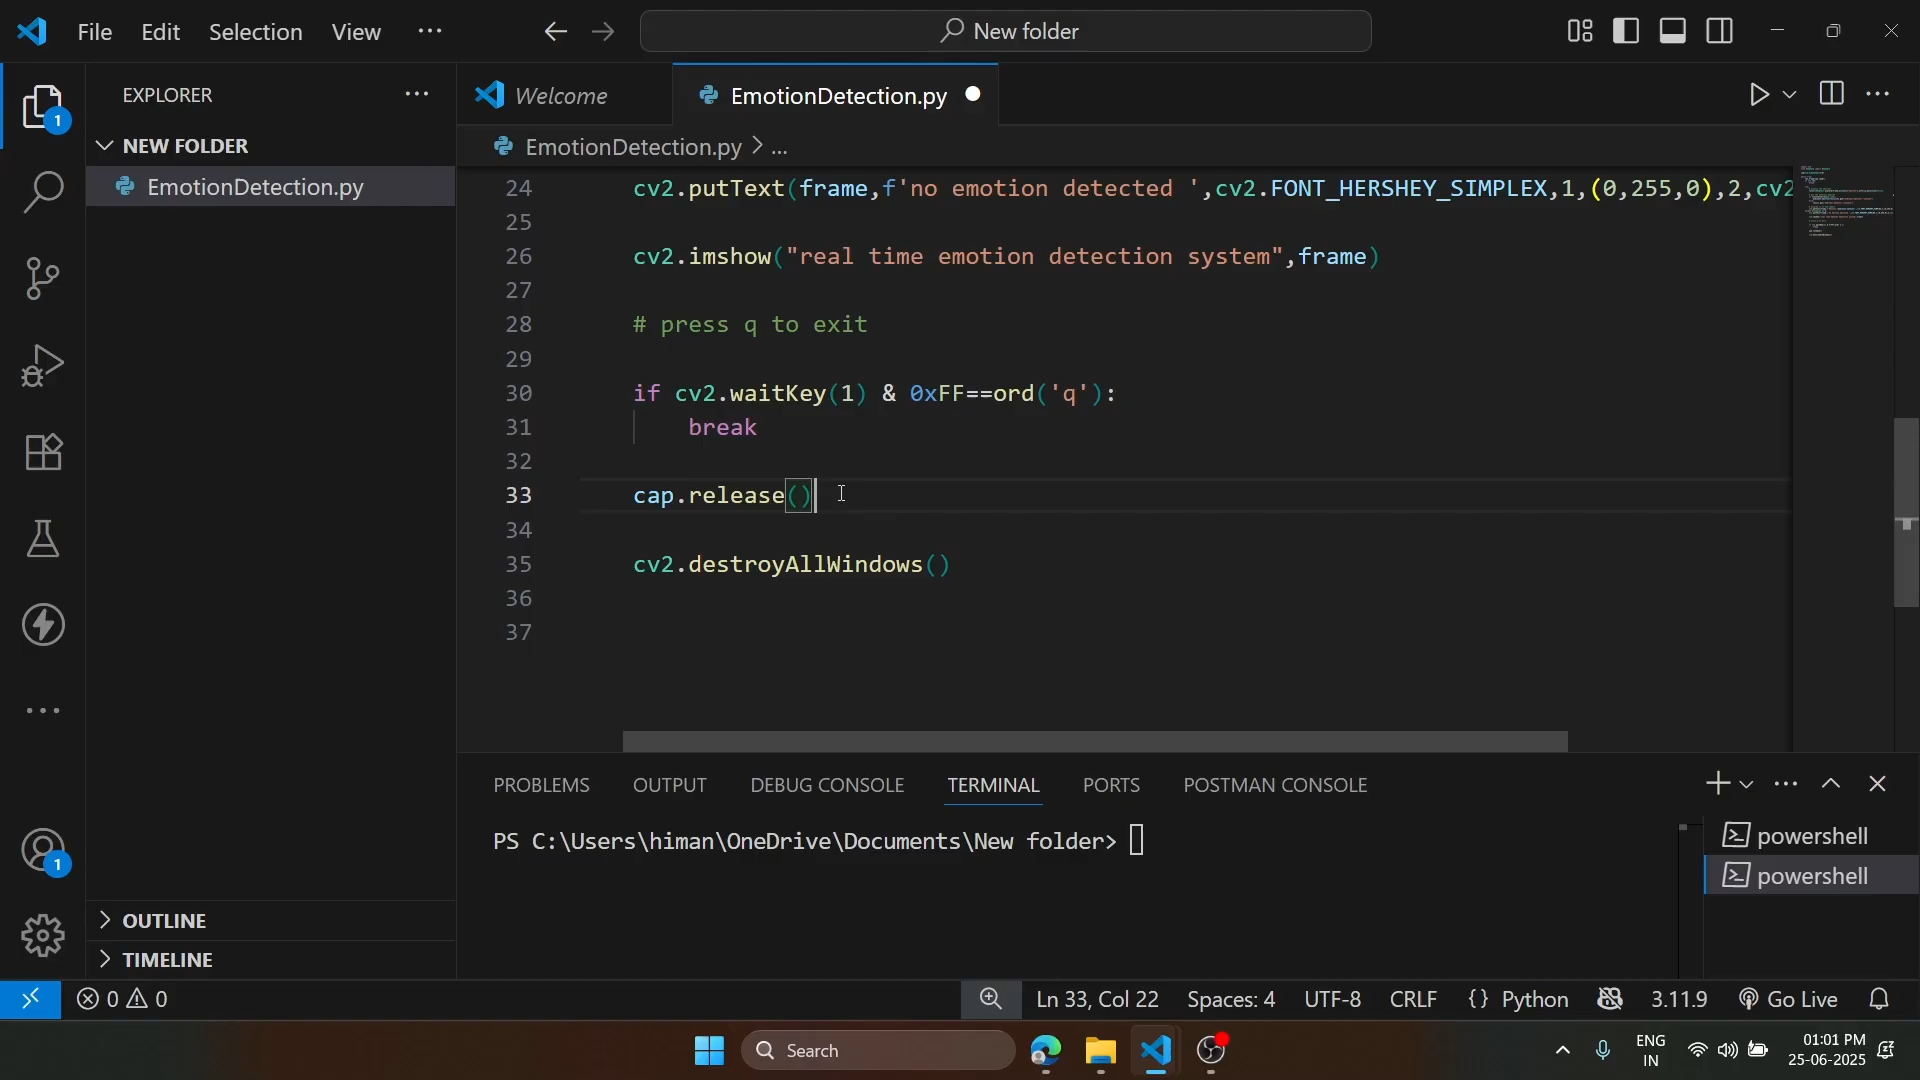 File Edit Selection View ...
New folder
EXPLORER ...
Welcome
EmotionDetection.py
1
NEW FOLDER
EmotionDetection.py
EmotionDetection.py > ...
24 cv2.putText(frame,f'no emotion detected ',cv2.FONT_HERSHEY_SIMPLEX,1,(0,255,0),2,cv2
25
26 cv2.imshow("real time emotion detection system",frame)
27
28 # press q to exit
29
30 if cv2.waitKey(1) & 0xFF==ord('q'):
31 break
32
33 cap.release()
34
35 cv2.destroyAllWindows()
36
37
PROBLEMS OUTPUT DEBUG CONSOLE TERMINAL PORTS POSTMAN CONSOLE
PS C:\Users\himan\OneDrive\Documents\New folder>
powershell
powershell
1
OUTLINE
TIMELINE
0 0 Ln 33, Col 22 Spaces: 4 UTF-8 CRLF {} Python 3.11.9 Go Live
Search
ENG
IN
01:01 PM
25-06-2025